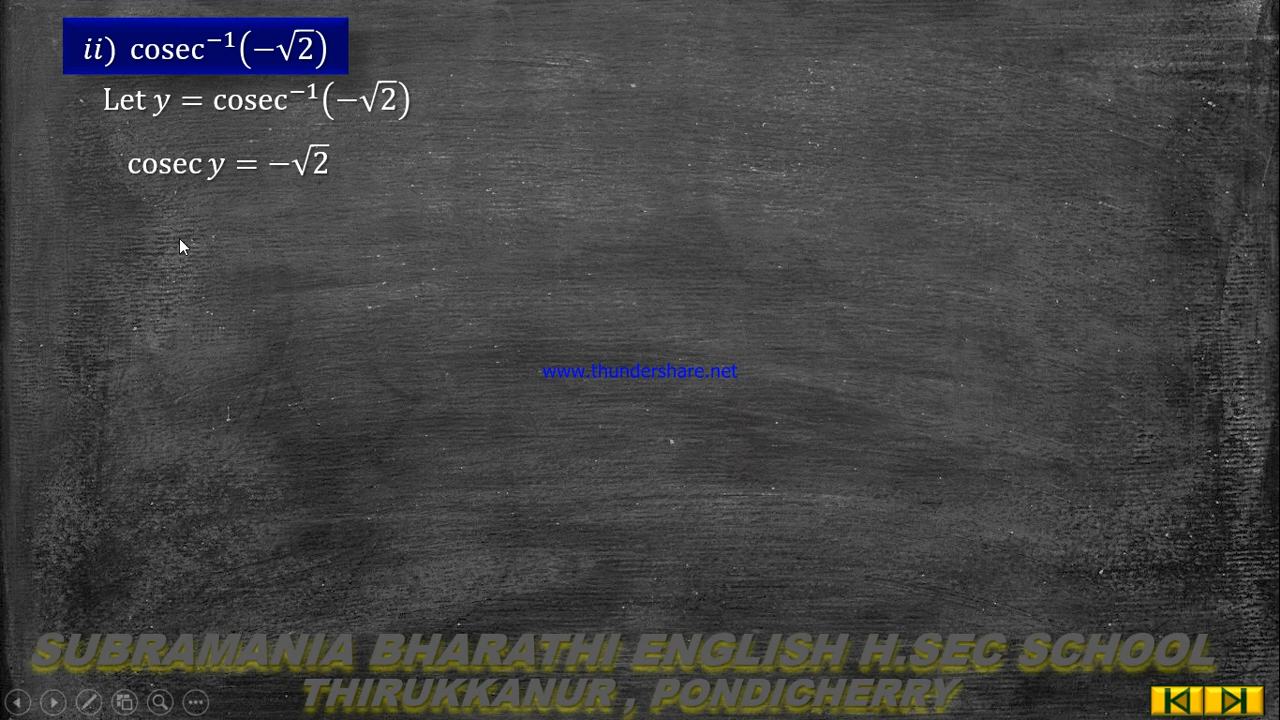 ii) cosec⁻¹(−√2)
Let y = cosec⁻¹(−√2)
cosec y = −√2
www.thundershare.net
SUBRAMANIA BHARATHI ENGLISH H.SEC SCHOOL
THIRUKKANUR , PONDICHERRY